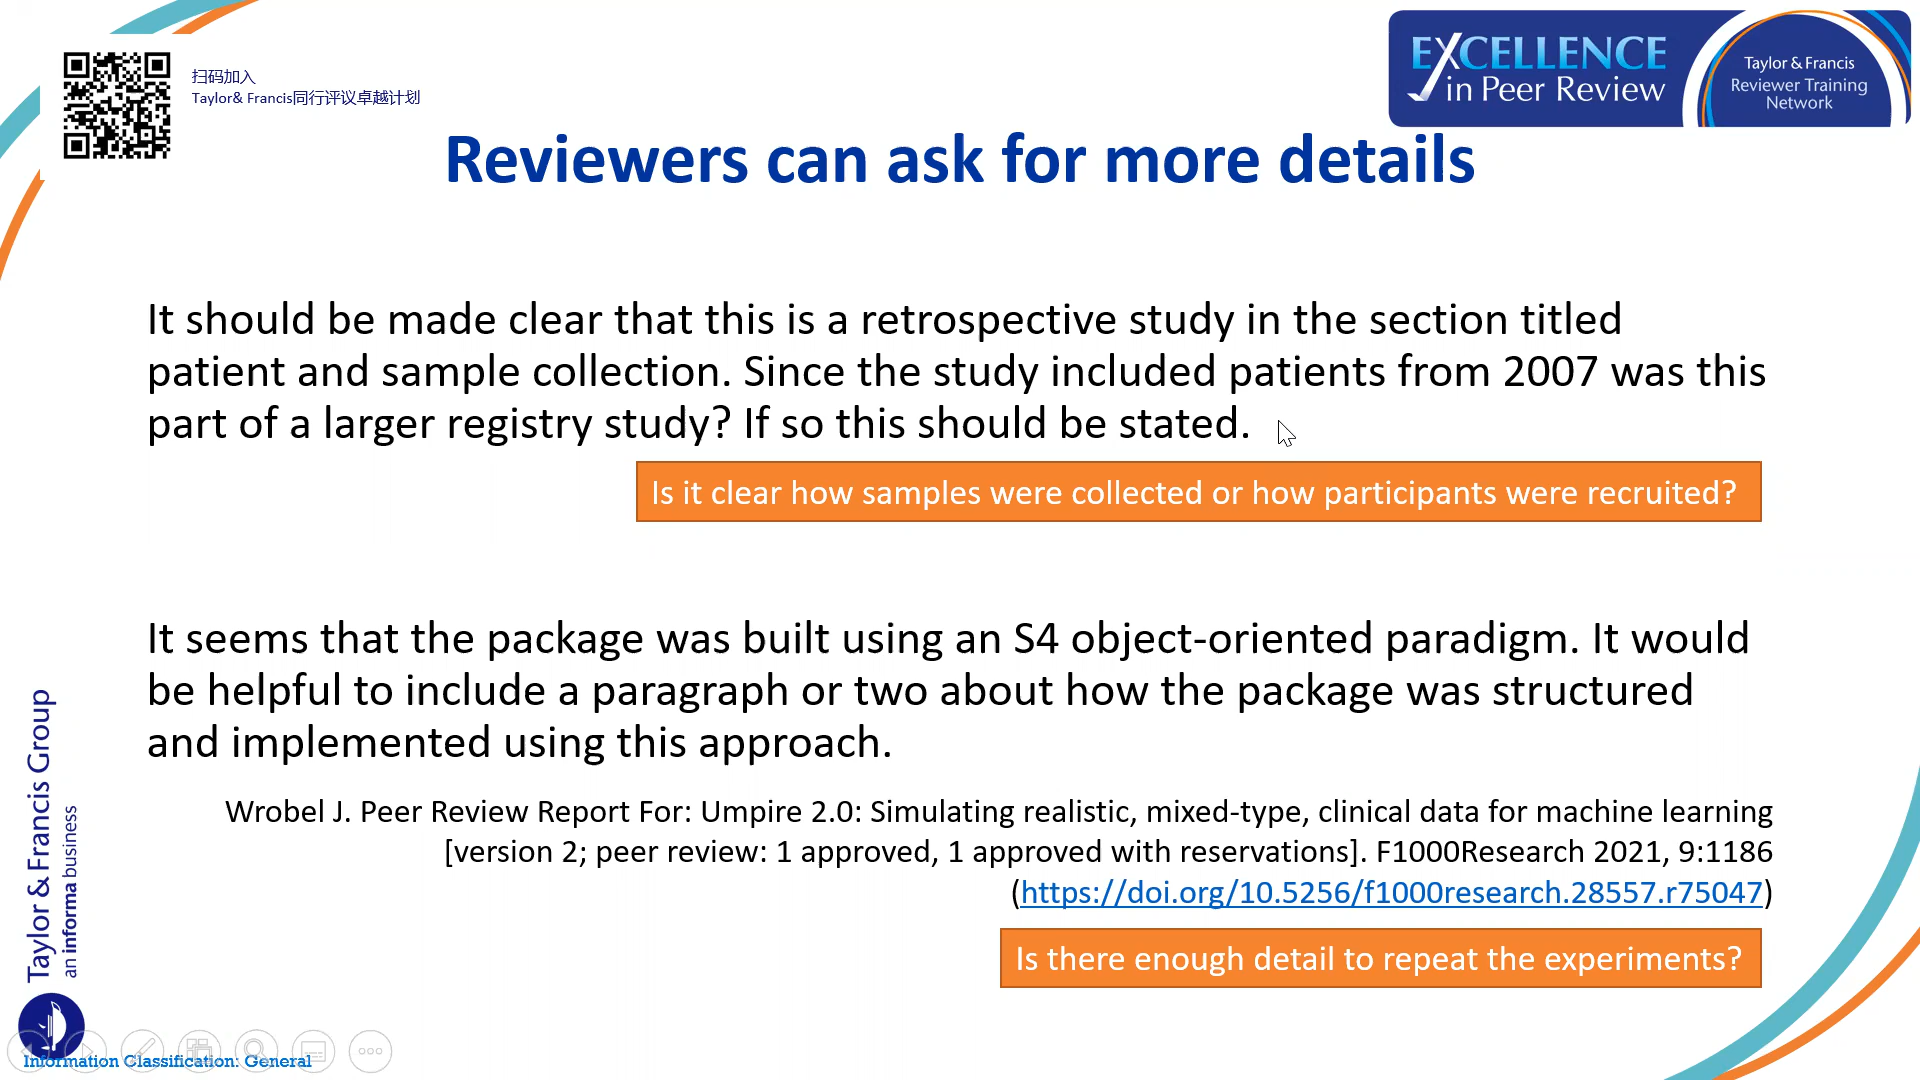 扫码加入
Taylor& Francis同行评议卓越计划
EXCELLENCE
in Peer Review
Taylor & Francis
Reviewer Training
Network
Reviewers can ask for more details
It should be made clear that this is a retrospective study in the section titled
patient and sample collection. Since the study included patients from 2007 was this
part of a larger registry study? If so this should be stated.
Is it clear how samples were collected or how participants were recruited?
It seems that the package was built using an S4 object-oriented paradigm. It would
be helpful to include a paragraph or two about how the package was structured
and implemented using this approach.
Wrobel J. Peer Review Report For: Umpire 2.0: Simulating realistic, mixed-type, clinical data for machine learning
[version 2; peer review: 1 approved, 1 approved with reservations]. F1000Research 2021, 9:1186
(https://doi.org/10.5256/f1000research.28557.r75047)
Is there enough detail to repeat the experiments?
Taylor & Francis Group
an informa business
Information Classification: General